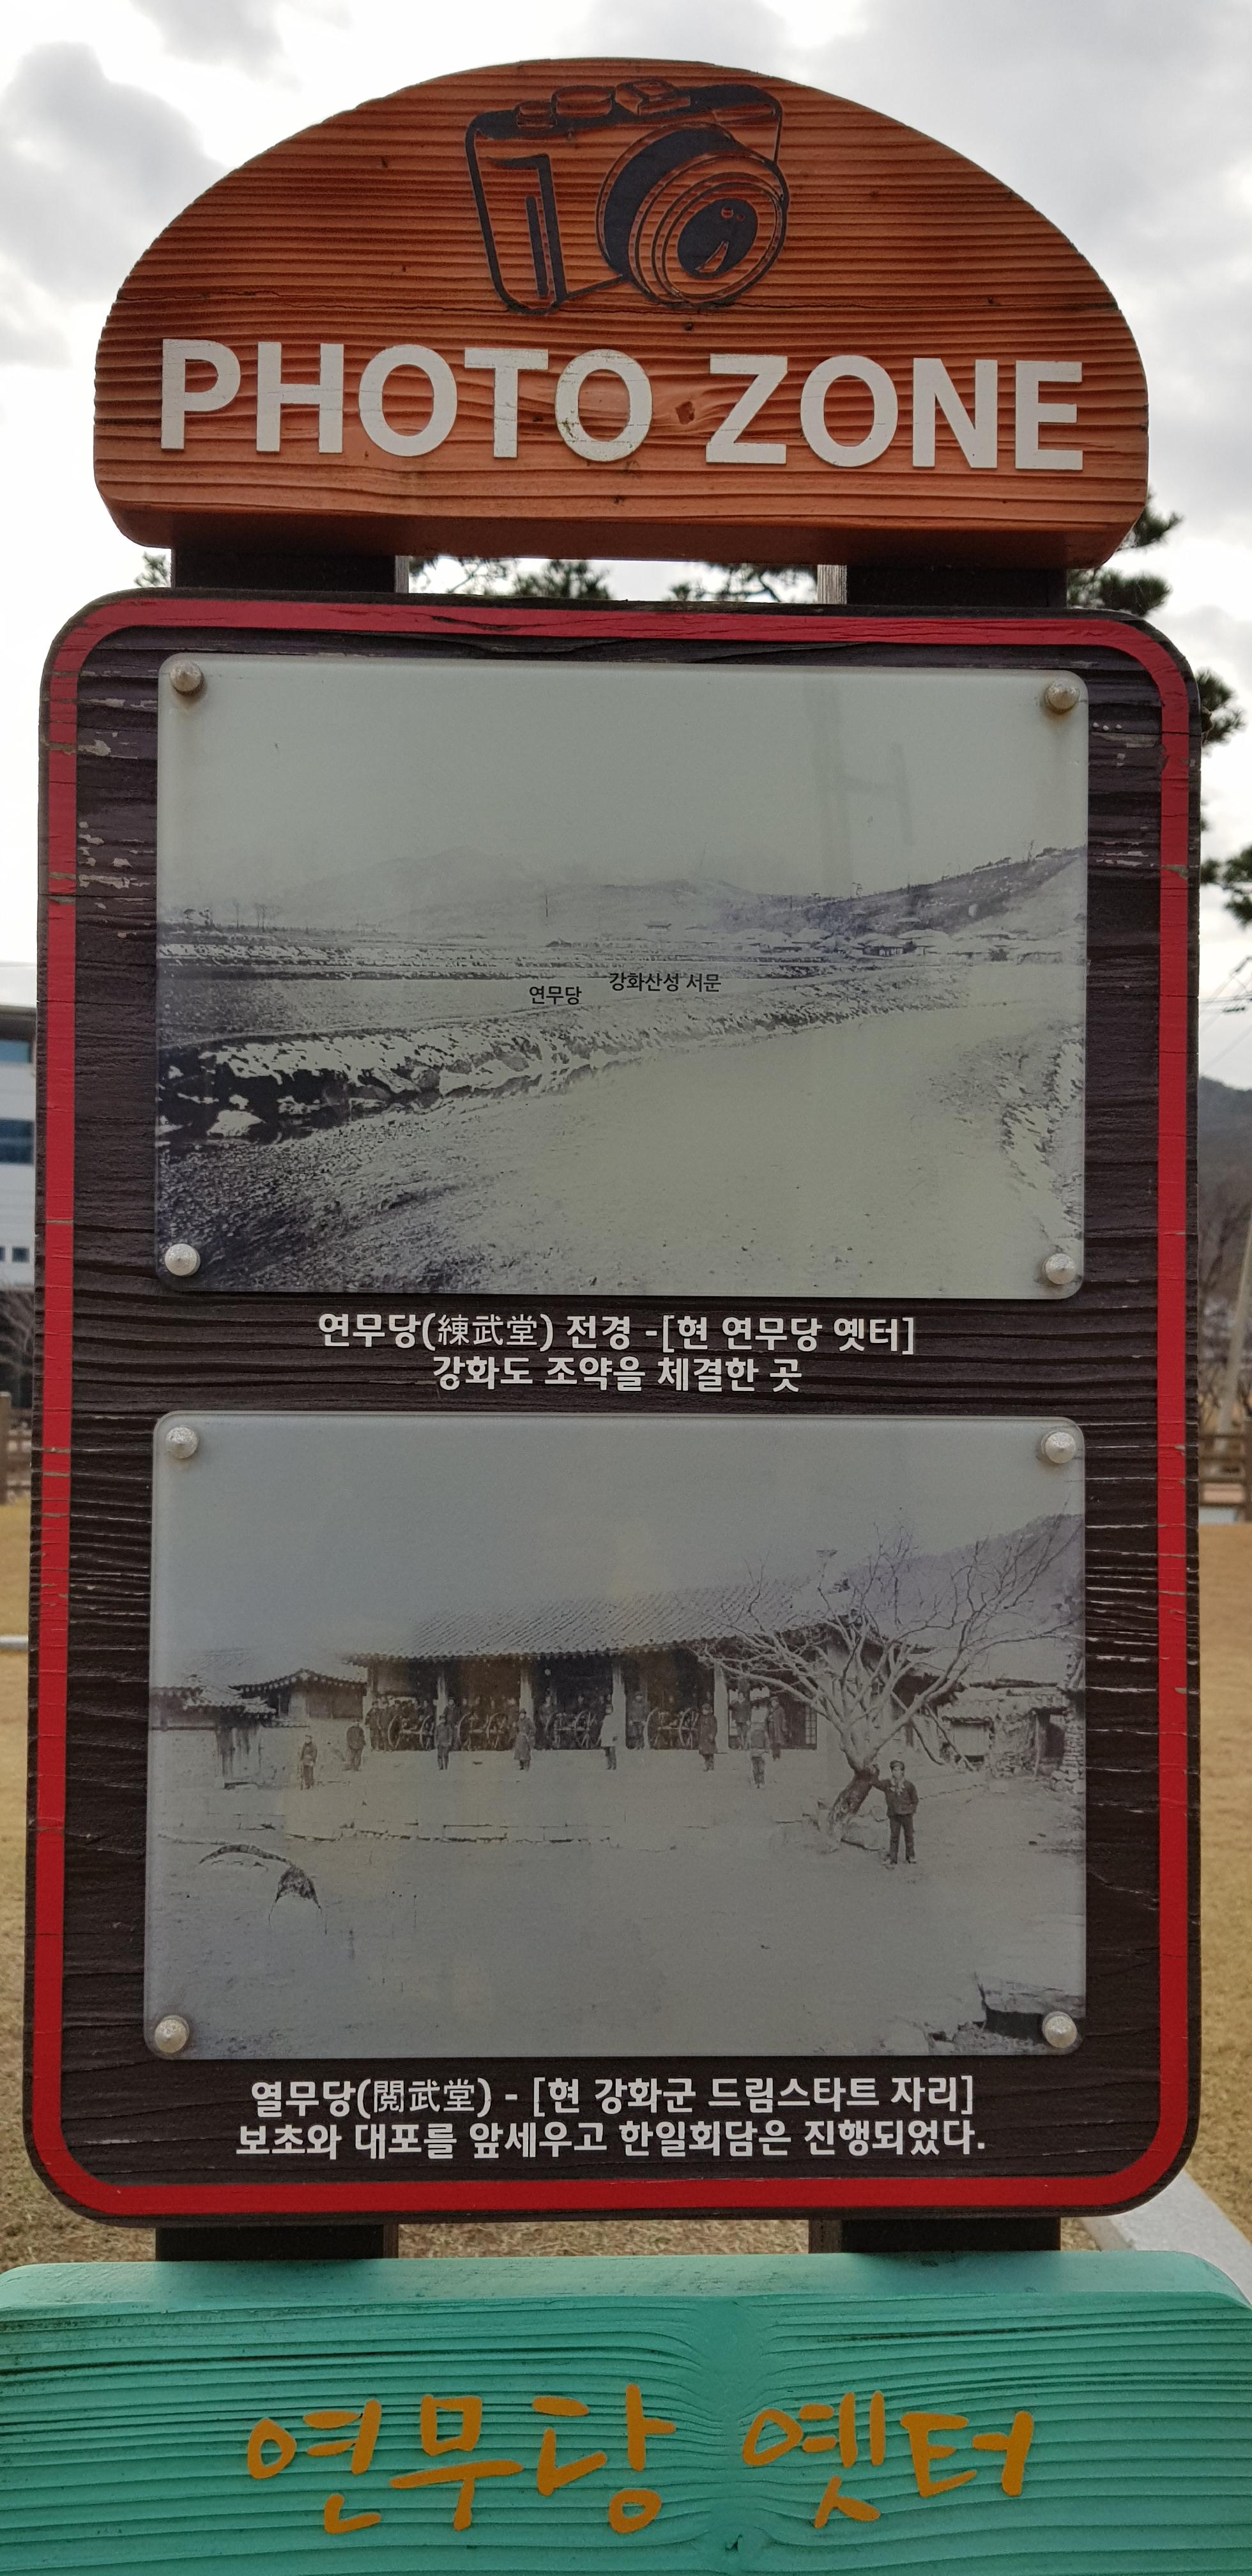 PHOTO ZONE
연무당 강화산성 서문
연무당(練武堂) 전경 -[현 연무당 옛터]
강화도 조약을 체결한 곳
열무당(閱武堂) - [현 강화군 드림스타트 자리]
보초와 대포를 앞세우고 한일회담은 진행되었다.
연무당 옛터